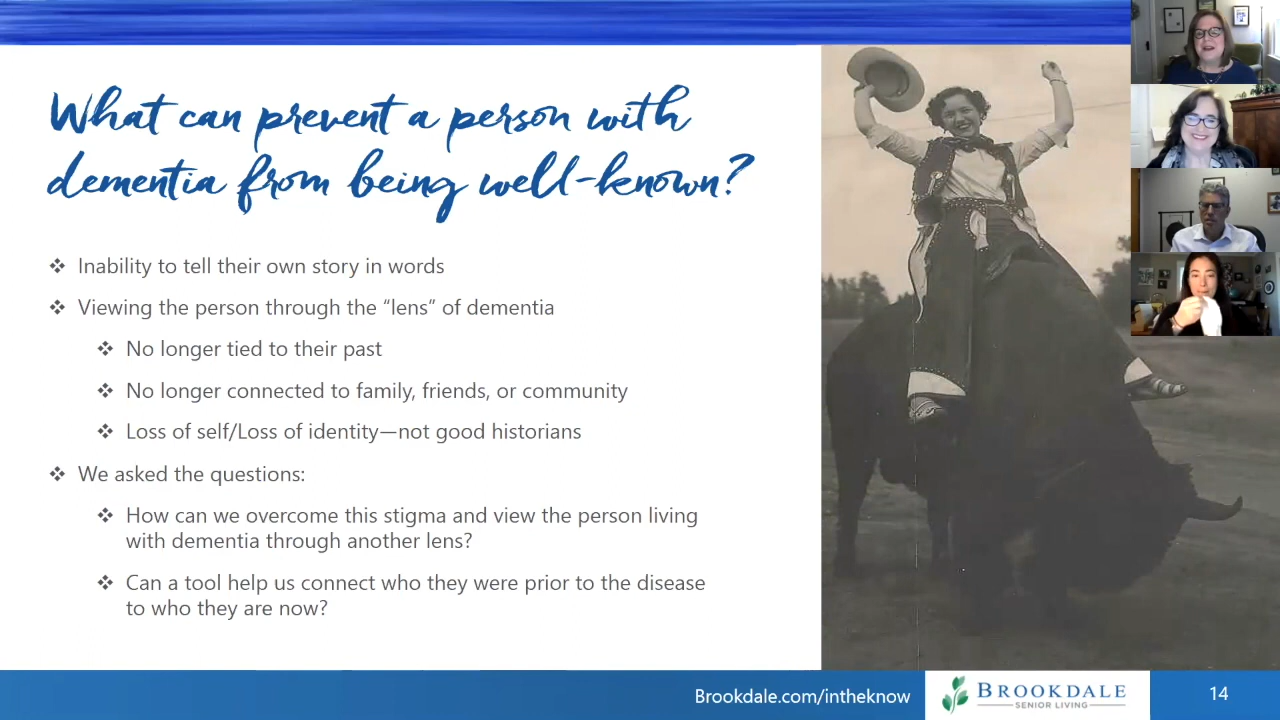 What can prevent a person with
dementia from being well-known?
Inability to tell their own story in words
Viewing the person through the “lens” of dementia
No longer tied to their past
No longer connected to family, friends, or community
Loss of self/Loss of identity—not good historians
We asked the questions:
How can we overcome this stigma and view the person living
with dementia through another lens?
Can a tool help us connect who they were prior to the disease
to who they are now?
Brookdale.com/intheknow
BROOKDALE
SENIOR LIVING
14